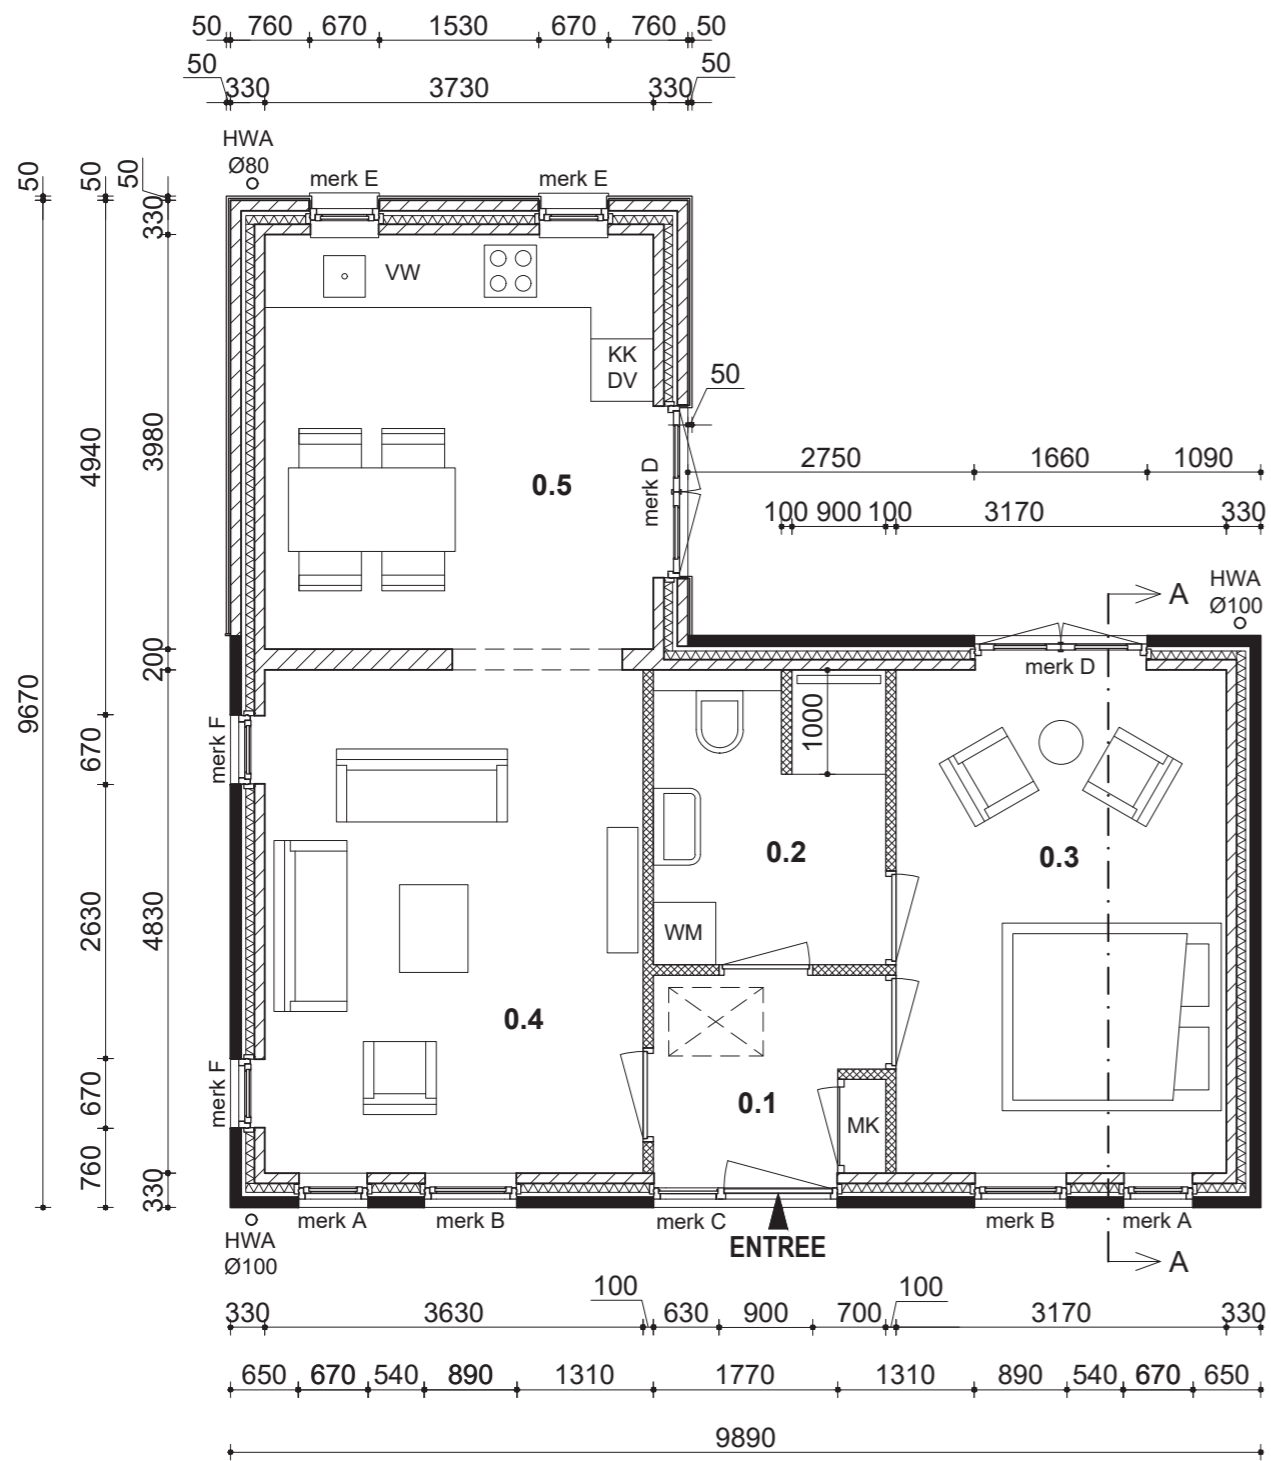 50 760 670 1530 670 760 50
50 330 3730 330 50
HWA
Ø80
merk E merk E
50 50 50
330
VW
KK
DV
50
4940 3980
0.5
merk D
2750 1660 1090
100 900 100 3170 330
HWA
Ø100
A
200
merk D
9670
670
merk F
1000
0.2
0.3
2630 4830
WM
0.4
670
merk F
0.1
MK
760
330
merk A merk B merk C merk B merk A
HWA
Ø100
ENTREE
A
100 100
330 3630 630 900 700 3170 330
650 670 540 890 1310 1770 1310 890 540 670 650
9890